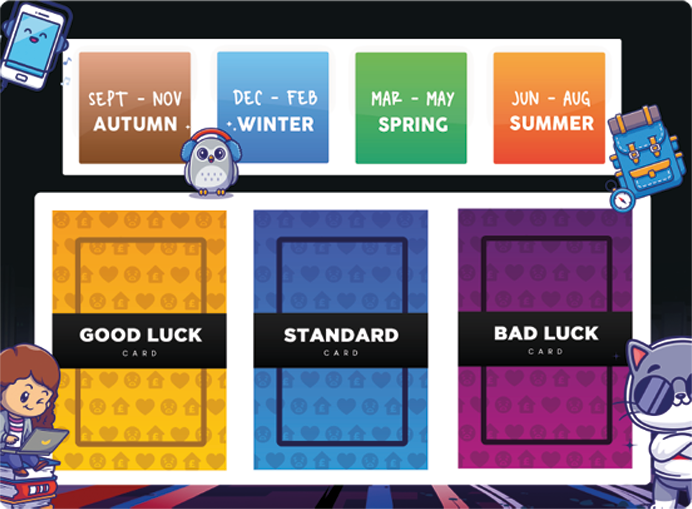 SEPT - NOV
AUTUMN
DEC - FEB
WINTER
MAR - MAY
SPRING
JUN - AUG
SUMMER
GOOD LUCK
CARD
STANDARD
CARD
BAD LUCK
CARD